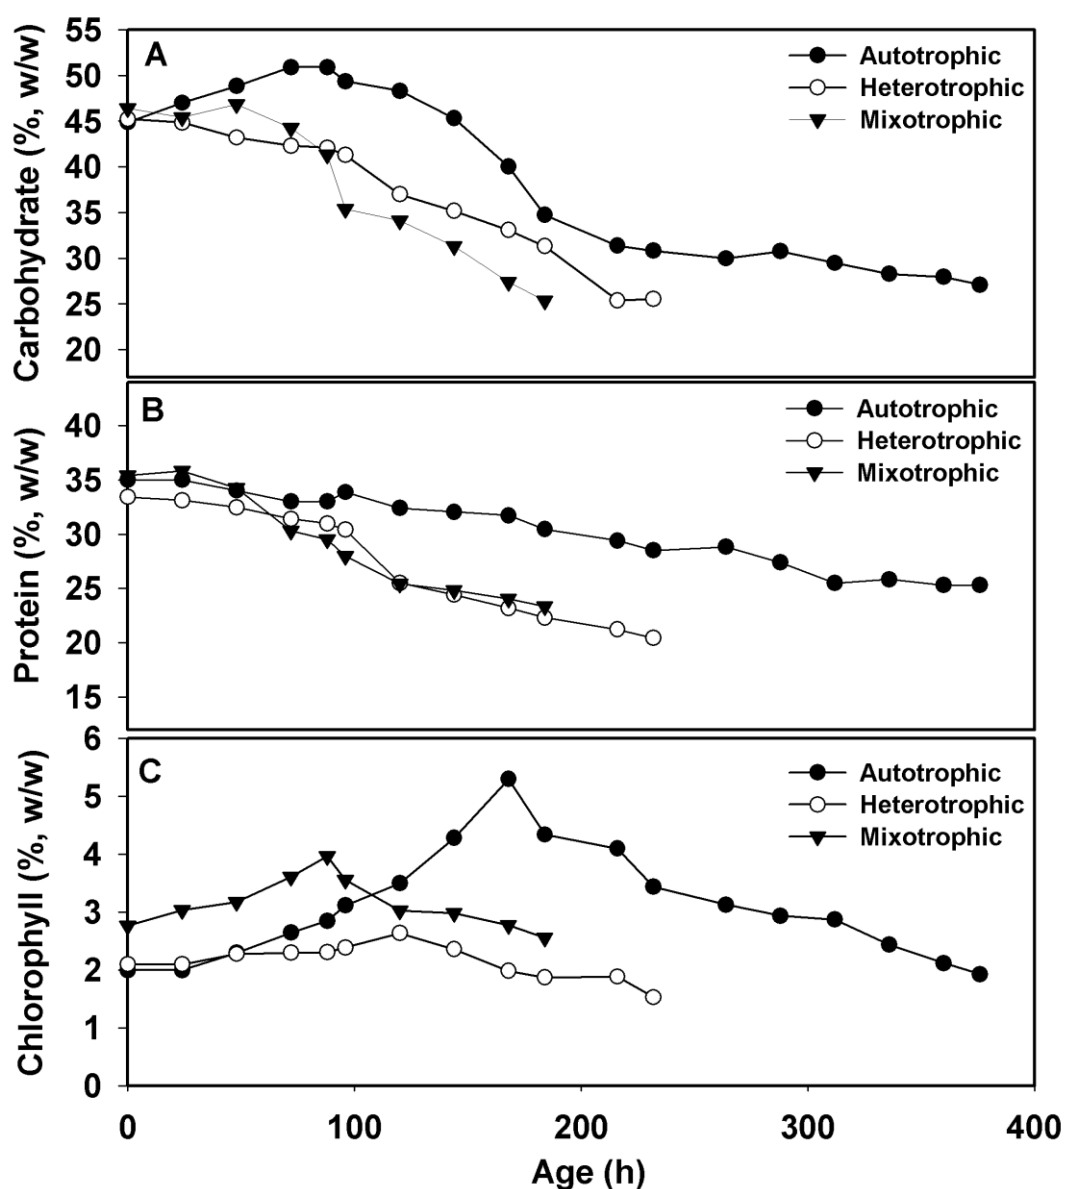 A
Carbohydrate (%, w/w)
55
50
45
40
35
30
25
20
Autotrophic
Heterotrophic
Mixotrophic
B
Protein (%, w/w)
40
35
30
25
20
15
Autotrophic
Heterotrophic
Mixotrophic
C
Chlorophyll (%, w/w)
6
5
4
3
2
1
0
Autotrophic
Heterotrophic
Mixotrophic
0 100 200 300 400
Age (h)